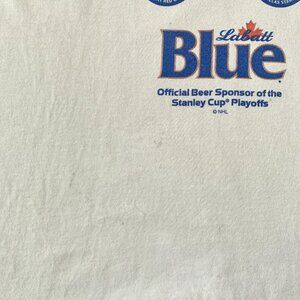 Labatt
Blue
Official Beer Sponsor of the
Stanley Cup® Playoffs
© NHL